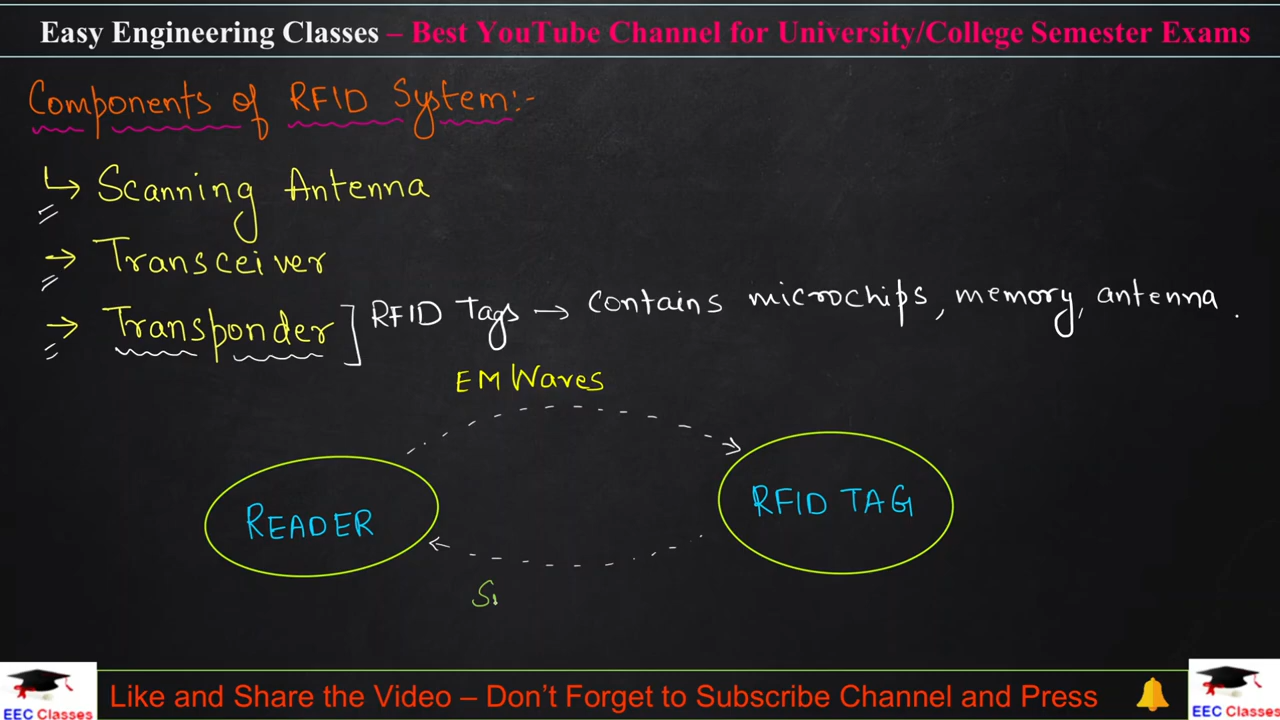 Easy Engineering Classes – Best YouTube Channel for University/College Semester Exams
Components of RFID System:-
↳ Scanning Antenna
→ Transceiver
→ Transponder ] RFID Tags → contains microchips, memory, antenna.
EM Waves
READER
RFID TAG
EEC Classes
Like and Share the Video – Don't Forget to Subscribe Channel and Press
EEC Classes